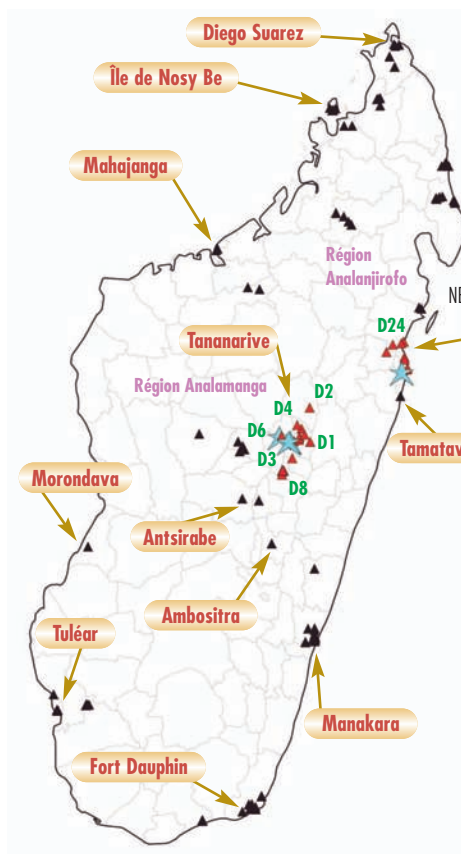 Diego Suarez
Île de Nosy Be
Mahajanga
Région
Analanjirofo
D24
Tananarive
Région Analamanga
D2
D4
D6
D1
D3
D8
Morondava
Antsirabe
Ambositra
Tuléar
Manakara
Fort Dauphin